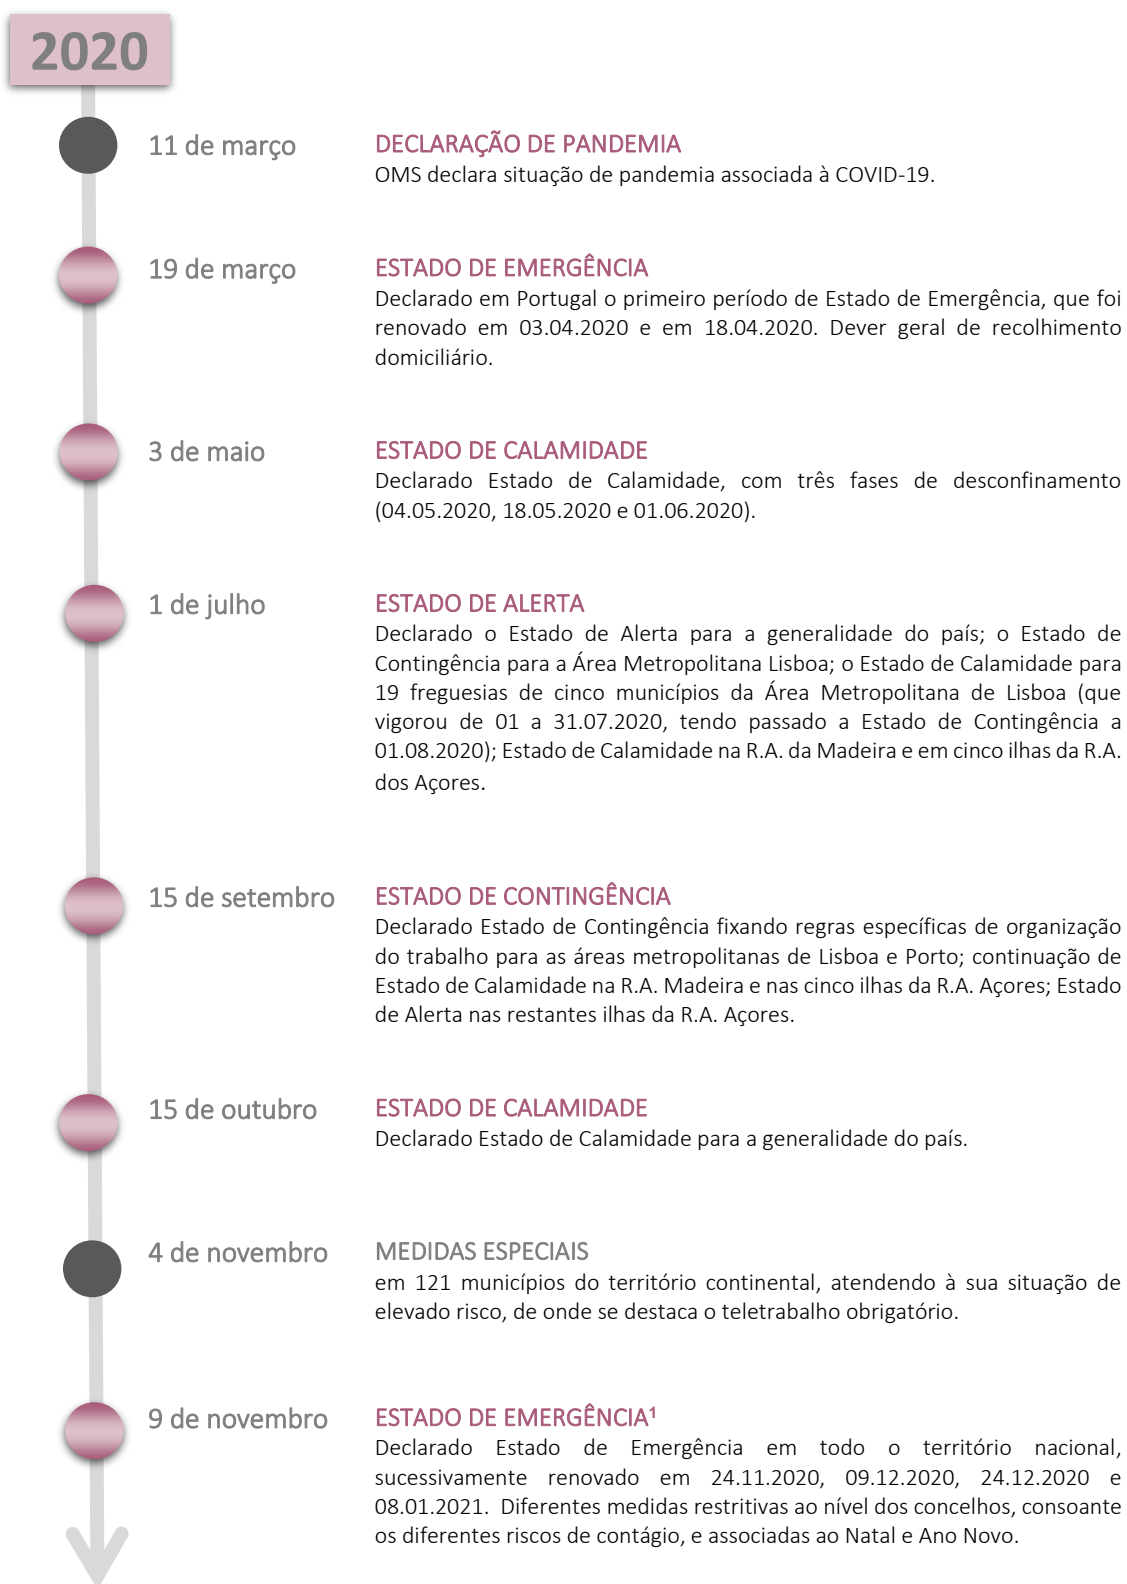 2020
11 de março
DECLARAÇÃO DE PANDEMIA
OMS declara situação de pandemia associada à COVID-19.
19 de março
ESTADO DE EMERGÊNCIA
Declarado em Portugal o primeiro período de Estado de Emergência, que foi
renovado em 03.04.2020 e em 18.04.2020. Dever geral de recolhimento
domiciliário.
3 de maio
ESTADO DE CALAMIDADE
Declarado Estado de Calamidade, com três fases de desconfinamento
(04.05.2020, 18.05.2020 e 01.06.2020).
1 de julho
ESTADO DE ALERTA
Declarado o Estado de Alerta para a generalidade do país; o Estado de
Contingência para a Área Metropolitana Lisboa; o Estado de Calamidade para
19 freguesias de cinco municípios da Área Metropolitana de Lisboa (que
vigorou de 01 a 31.07.2020, tendo passado a Estado de Contingência a
01.08.2020); Estado de Calamidade na R.A. da Madeira e em cinco ilhas da R.A.
dos Açores.
15 de setembro
ESTADO DE CONTINGÊNCIA
Declarado Estado de Contingência fixando regras específicas de organização
do trabalho para as áreas metropolitanas de Lisboa e Porto; continuação de
Estado de Calamidade na R.A. Madeira e nas cinco ilhas da R.A. Açores; Estado
de Alerta nas restantes ilhas da R.A. Açores.
15 de outubro
ESTADO DE CALAMIDADE
Declarado Estado de Calamidade para a generalidade do país.
4 de novembro
MEDIDAS ESPECIAIS
em 121 municípios do território continental, atendendo à sua situação de
elevado risco, de onde se destaca o teletrabalho obrigatório.
9 de novembro
ESTADO DE EMERGÊNCIA¹
Declarado Estado de Emergência em todo o território nacional,
sucessivamente renovado em 24.11.2020, 09.12.2020, 24.12.2020 e
08.01.2021. Diferentes medidas restritivas ao nível dos concelhos, consoante
os diferentes riscos de contágio, e associadas ao Natal e Ano Novo.